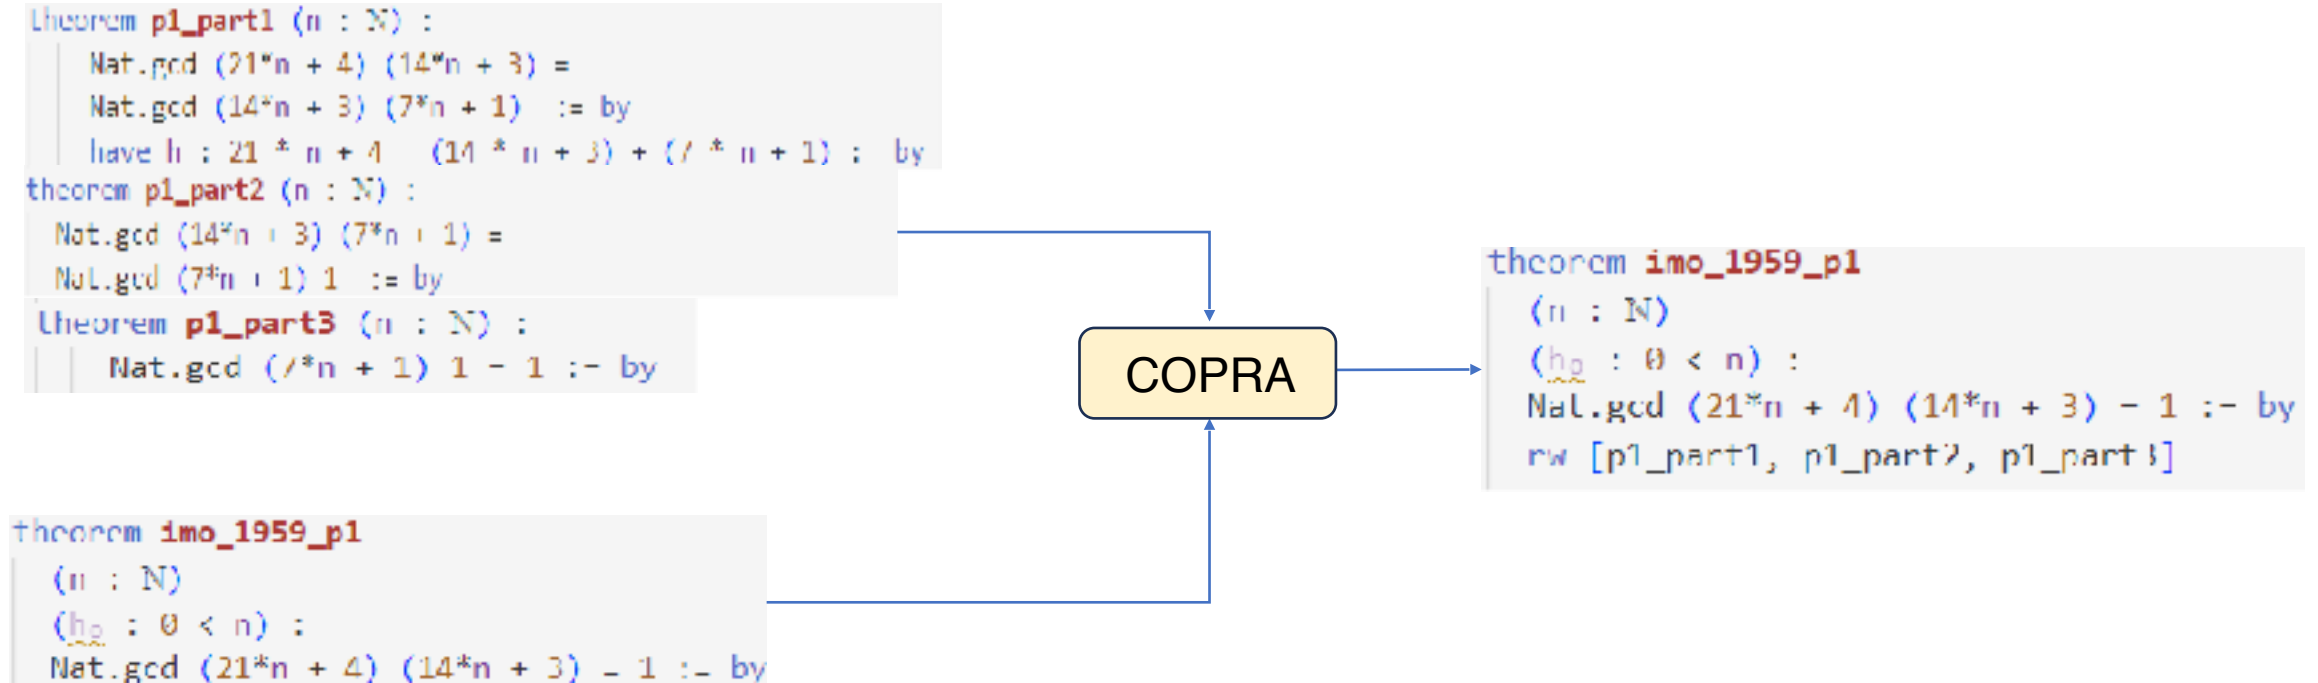 theorem p1_part1 (n : ℕ) :
Nat.gcd (21*n + 4) (14*n + 3) =
Nat.gcd (14*n + 3) (7*n + 1) := by
have h : 21 * n + 4 (14 * n + 3) + (7 * n + 1) : by
theorem p1_part2 (n : ℕ) :
Nat.gcd (14*n + 3) (7*n + 1) =
Nat.gcd (7*n + 1) 1 := by
theorem p1_part3 (n : ℕ) :
Nat.gcd (7*n + 1) 1 = 1 := by
COPRA
theorem imo_1959_p1
(n : ℕ)
(h₀ : 0 < n) :
Nat.gcd (21*n + 4) (14*n + 3) = 1 := by
rw [p1_part1, p1_part2, p1_part3]
theorem imo_1959_p1
(n : ℕ)
(h₀ : 0 < n) :
Nat.gcd (21*n + 4) (14*n + 3) = 1 := by